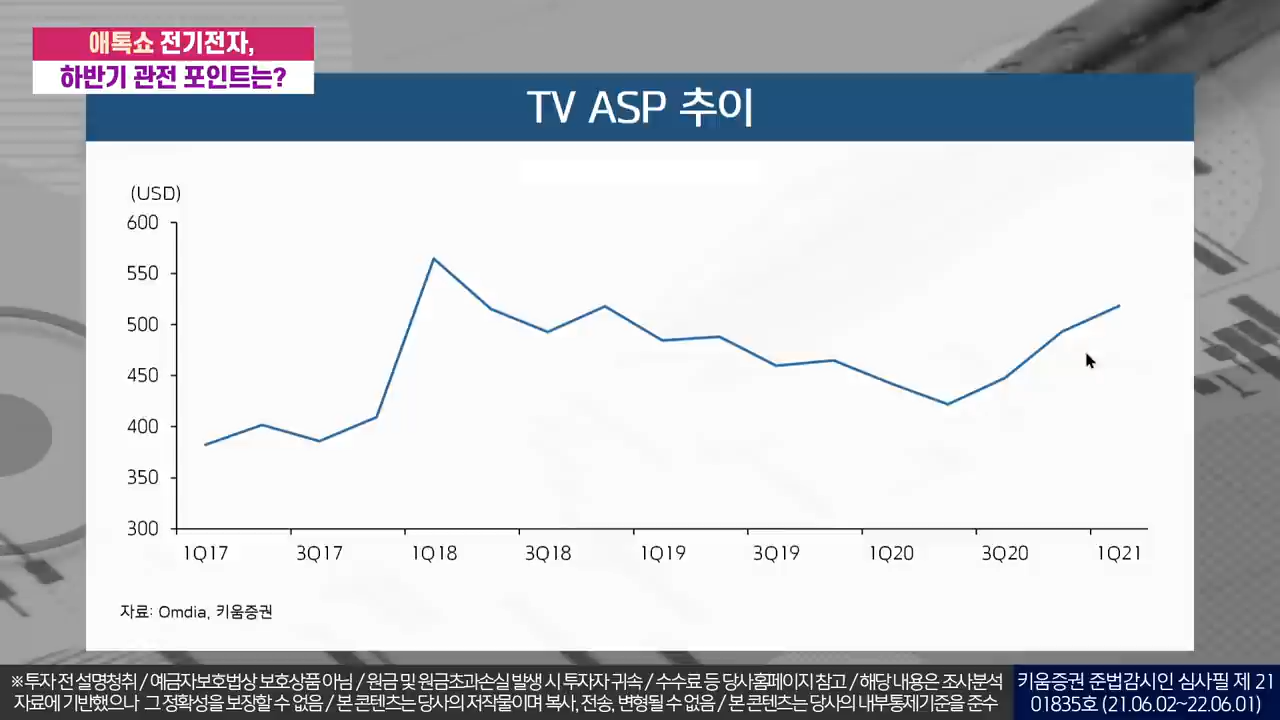 애톡쇼 전기전자,
하반기 관전 포인트는?
TV ASP 추이
(USD)
600
550
500
450
400
350
300
1Q17 3Q17 1Q18 3Q18 1Q19 3Q19 1Q20 3Q20 1Q21
자료: Omdia, 키움증권
※투자 전 설명청취 / 예금자보호법상 보호상품 아님 / 원금 및 원금초과손실 발생 시 투자자 귀속 / 수수료 등 당사홈페이지 참고 / 해당 내용은 조사분석
자료에 기반했으나 그 정확성을 보장할 수 없음 / 본 콘텐츠는 당사의 저작물이며 복사, 전송, 변형될 수 없음 / 본 콘텐츠는 당사의 내부통제기준을 준수
키움증권 준법감시인 심사필 제 21
01835호 (21.06.02~22.06.01)